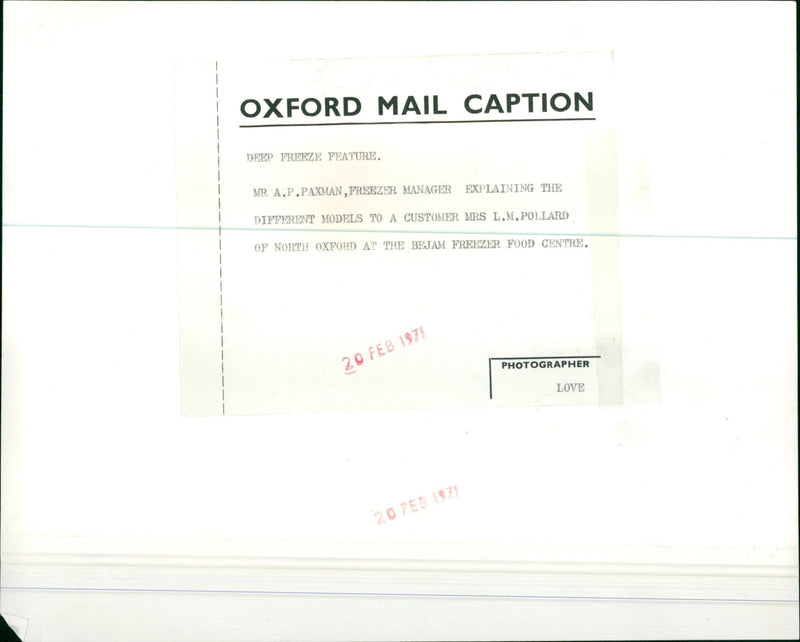 OXFORD MAIL CAPTION
DEEP FREEZE FEATURE.
MR A.P.PAXMAN,FREEZER MANAGER EXPLAINING THE
DIFFERENT MODELS TO A CUSTOMER MRS L.M.POLLARD
OF NORTH OXFORD AT THE BEJAM FREEZER FOOD CENTRE.
20 FEB 1971
PHOTOGRAPHER
LOVE
20 FEB 1971